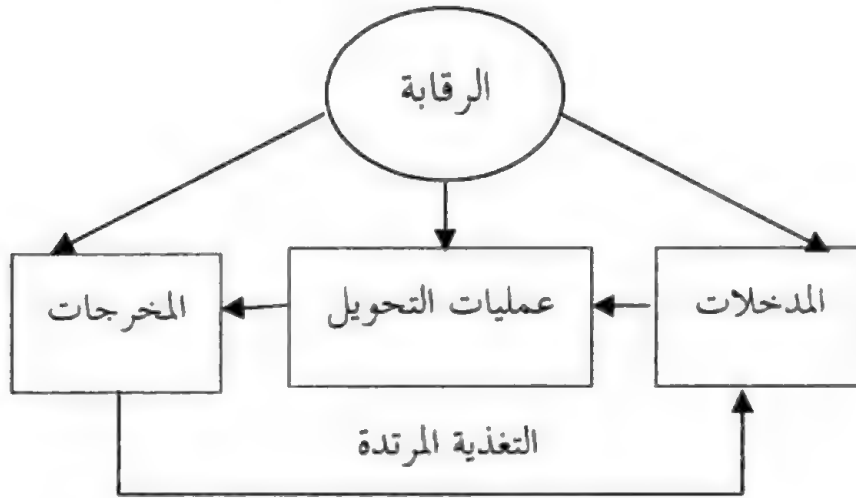 الرقابة
المدخلات
عمليات التحويل
المخرجات
التغذية المرتدة